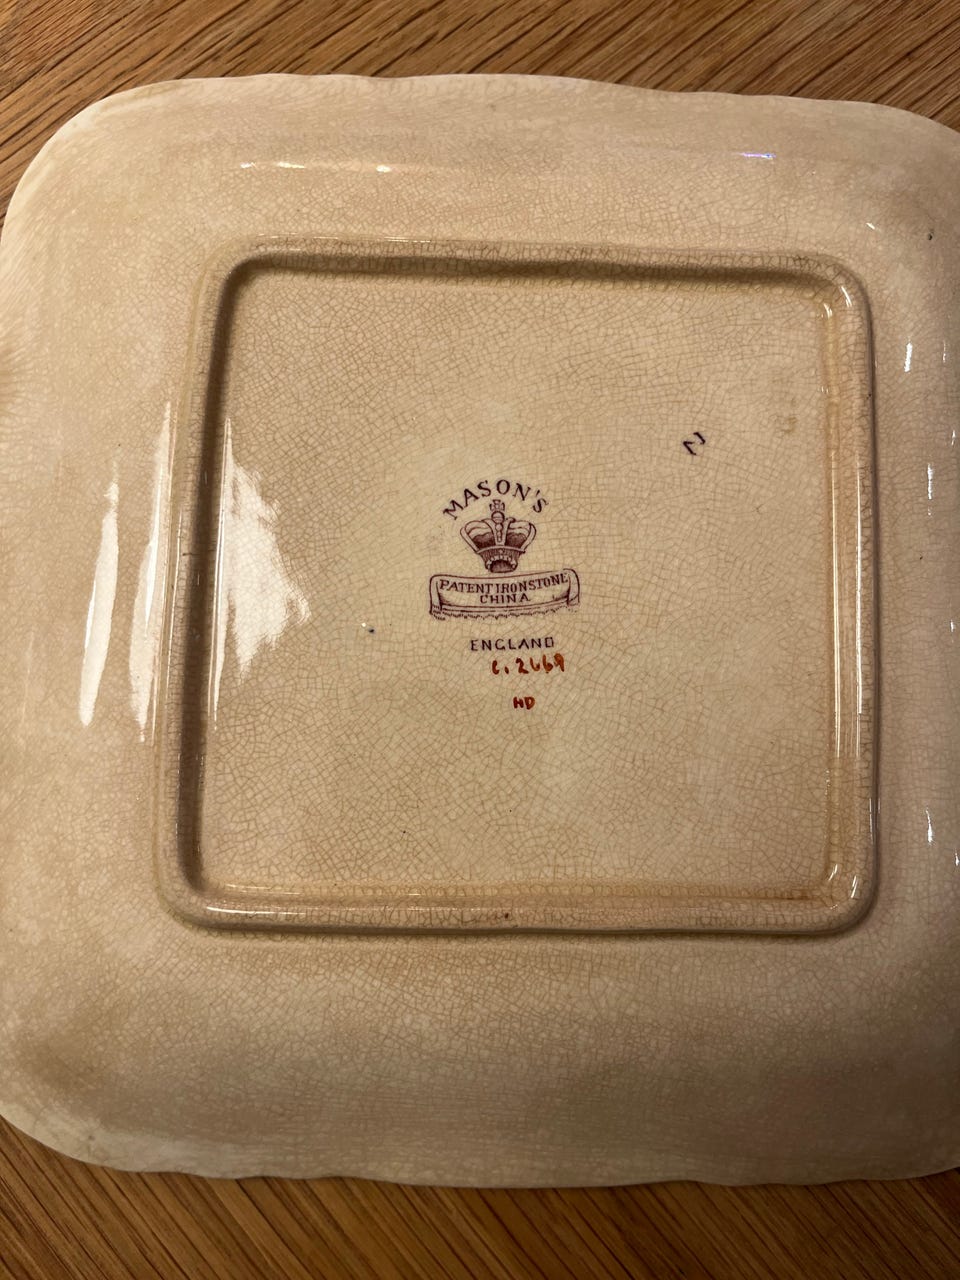 MASON'S
PATENT IRONSTONE
CHINA
ENGLAND
C.2669
HD